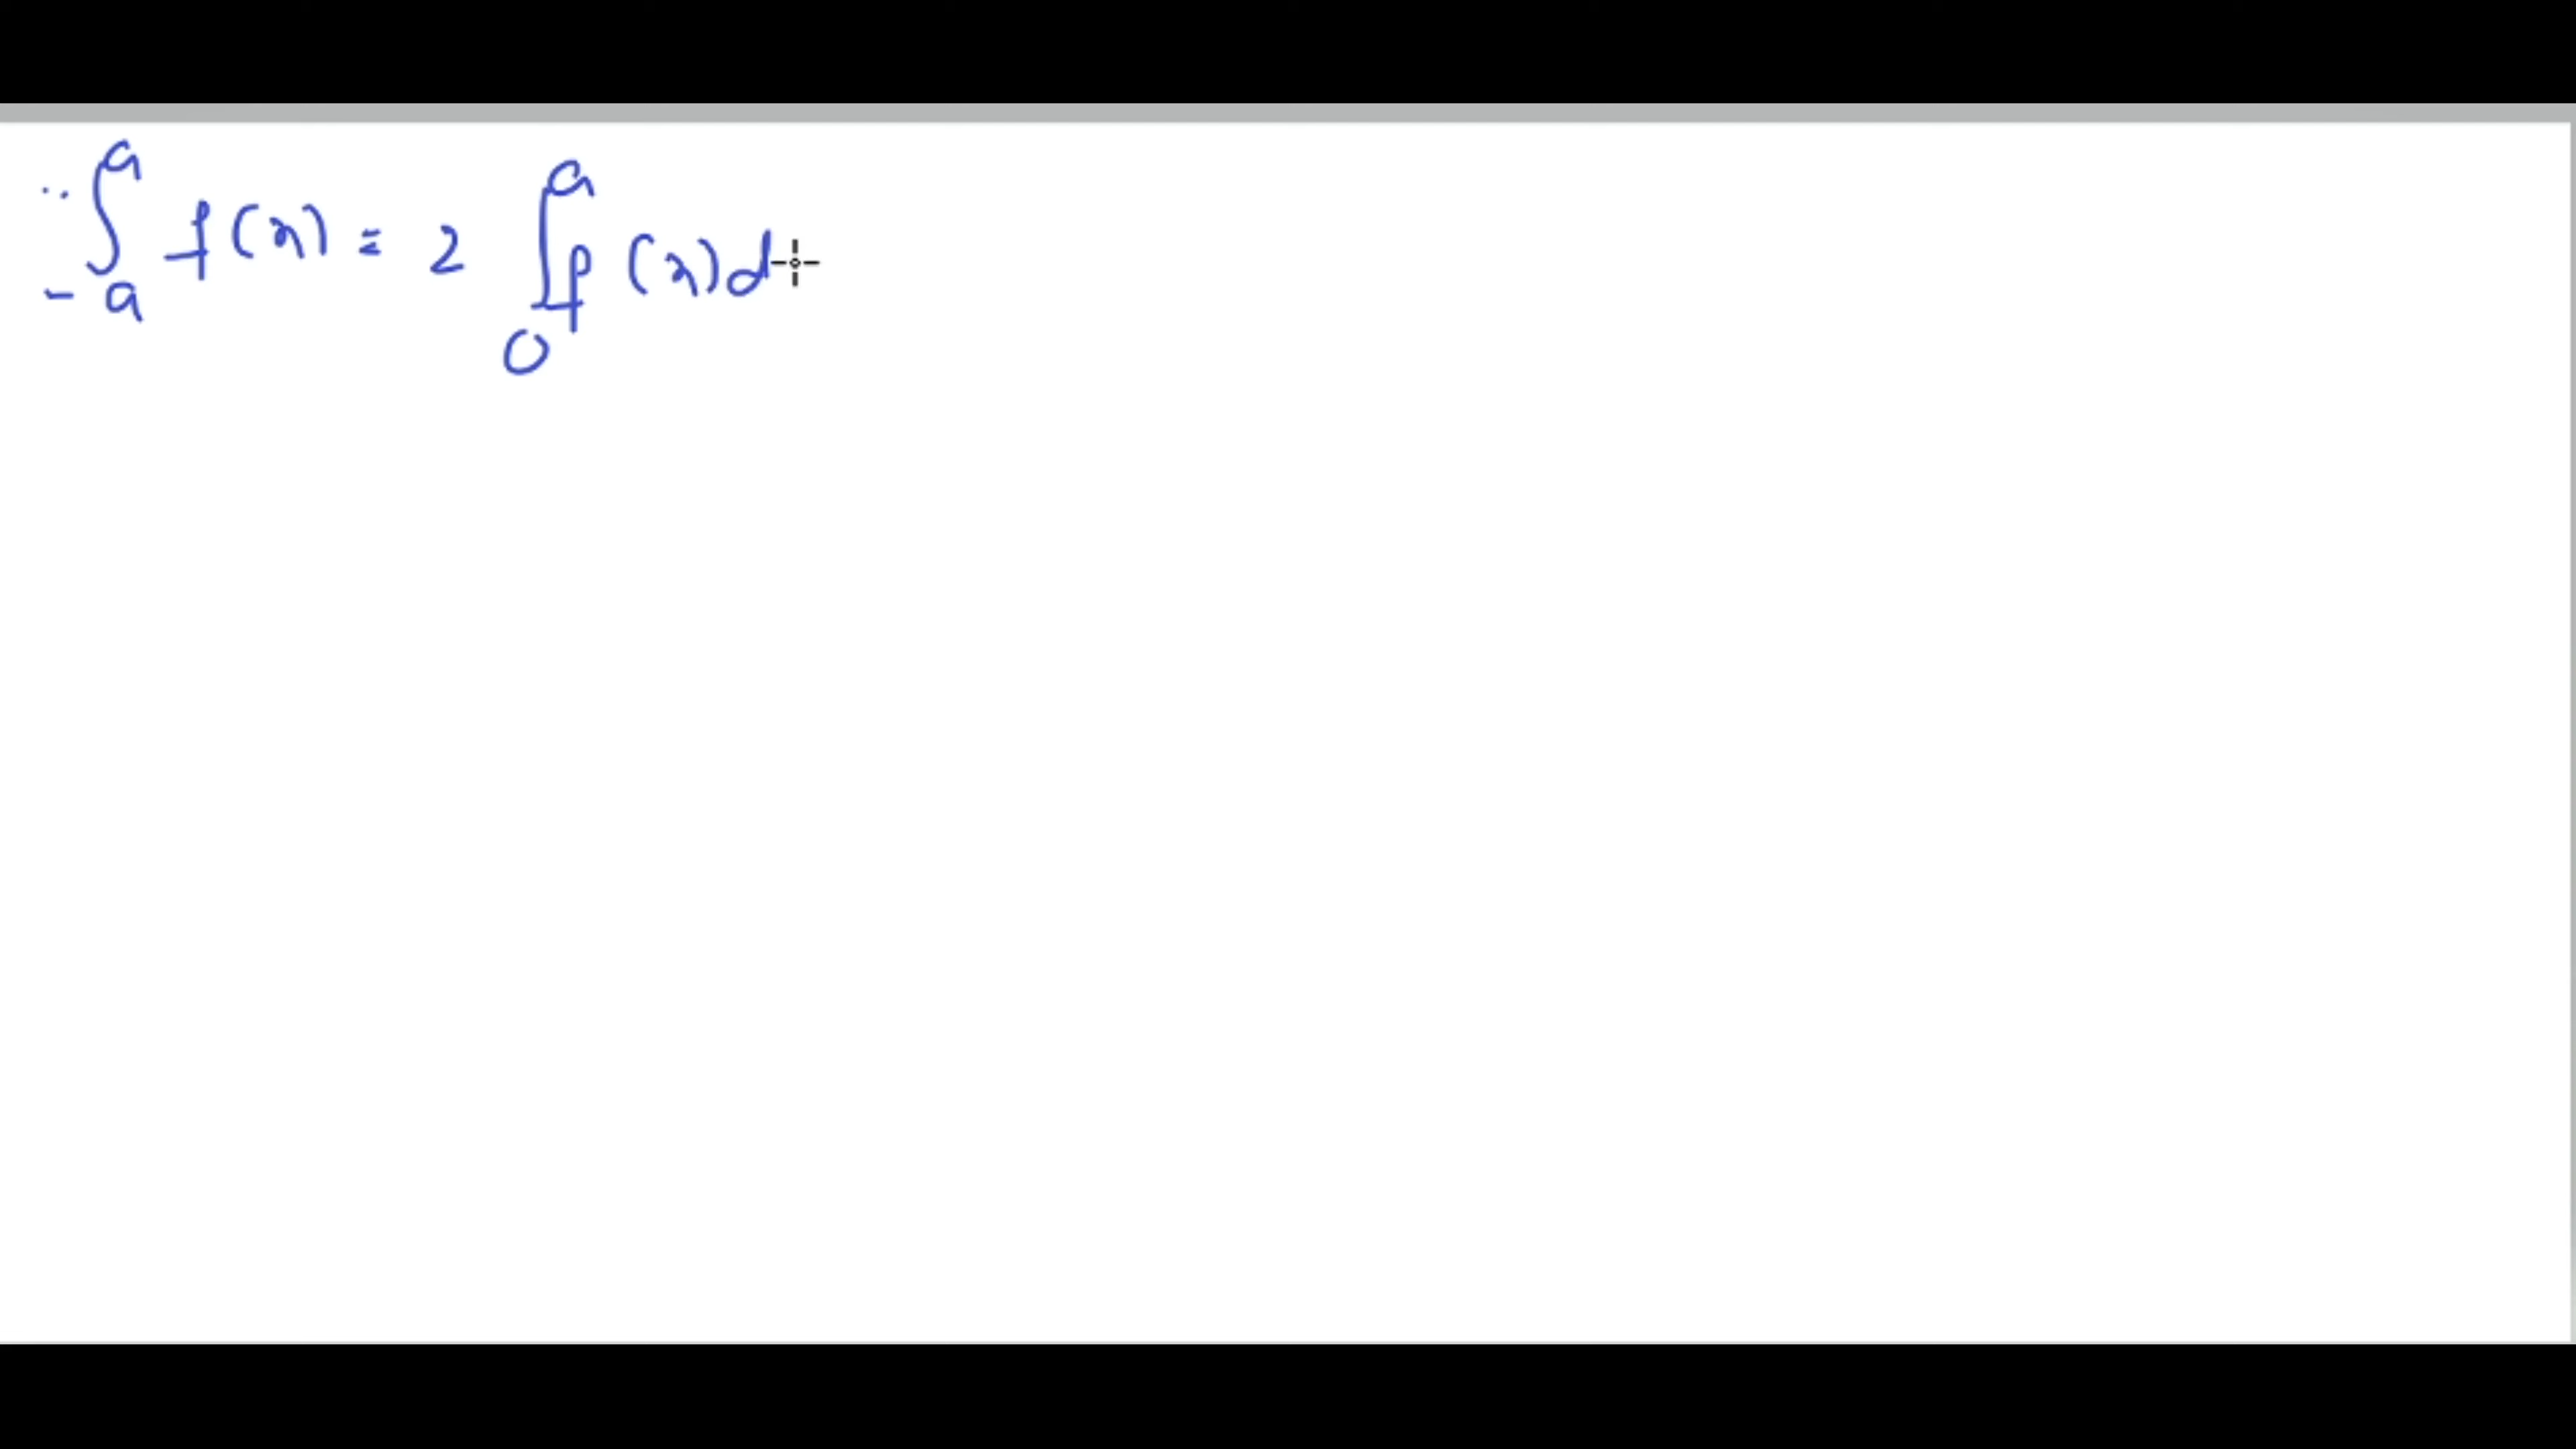 ∵ ∫_{-a}^{a} f(x) = 2 ∫_{0}^{a} f(x)d